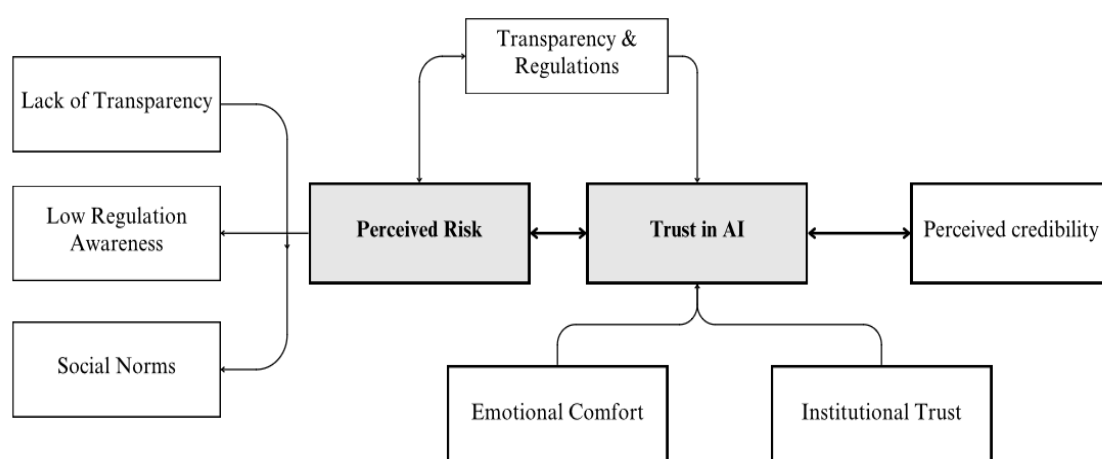 Transparency &
Regulations
Lack of Transparency
Low Regulation
Awareness
Social Norms
Perceived Risk
Trust in AI
Perceived credibility
Emotional Comfort
Institutional Trust